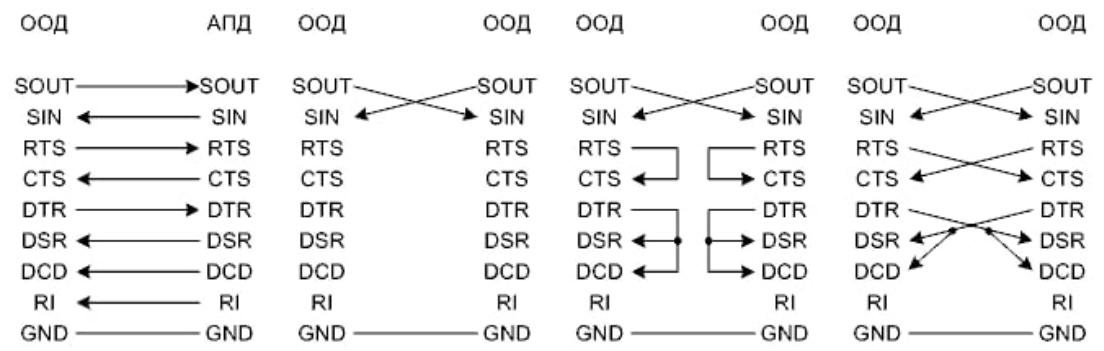 ООД АПД ООД ООД ООД ООД ООД ООД
SOUT SOUT SOUT SOUT SOUT SOUT SOUT SOUT
SIN SIN SIN SIN SIN SIN SIN SIN
RTS RTS RTS RTS RTS RTS RTS RTS
CTS CTS CTS CTS CTS CTS CTS CTS
DTR DTR DTR DTR DTR DTR DTR DTR
DSR DSR DSR DSR DSR DSR DSR DSR
DCD DCD DCD DCD DCD DCD DCD DCD
RI RI RI RI RI RI RI RI
GND GND GND GND GND GND GND GND